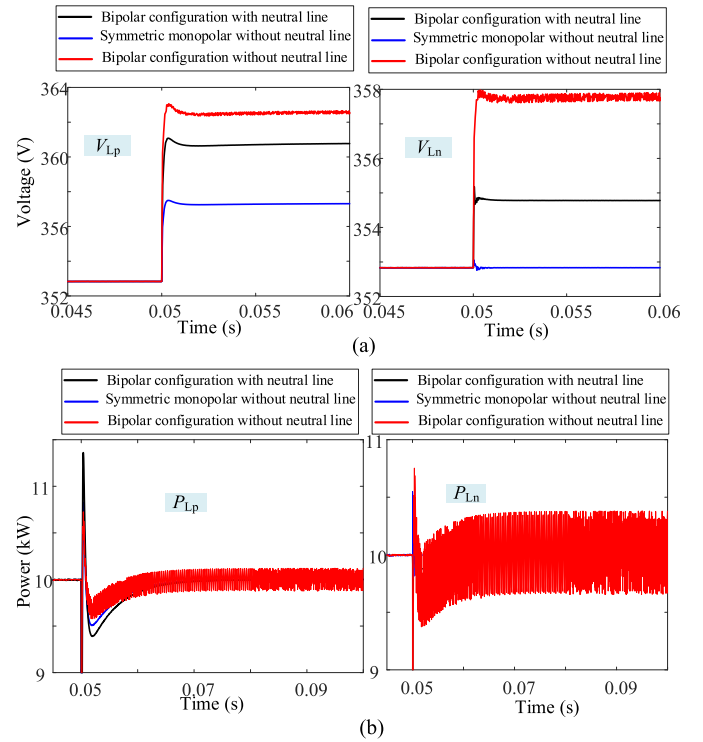 Bipolar configuration with neutral line
Symmetric monopolar without neutral line
Bipolar configuration without neutral line
Bipolar configuration with neutral line
Symmetric monopolar without neutral line
Bipolar configuration without neutral line
364
360
356
352
Voltage (V)
VLp
0.045
0.05
0.055
0.06
Time (s)
358
356
354
352
VLn
0.045
0.05
0.055
0.06
Time (s)
(a)
Bipolar configuration with neutral line
Symmetric monopolar without neutral line
Bipolar configuration without neutral line
Bipolar configuration with neutral line
Symmetric monopolar without neutral line
Bipolar configuration without neutral line
11
10
9
Power (kW)
PLp
0.05
0.07
0.09
Time (s)
11
10
9
PLn
0.05
0.07
0.09
Time (s)
(b)